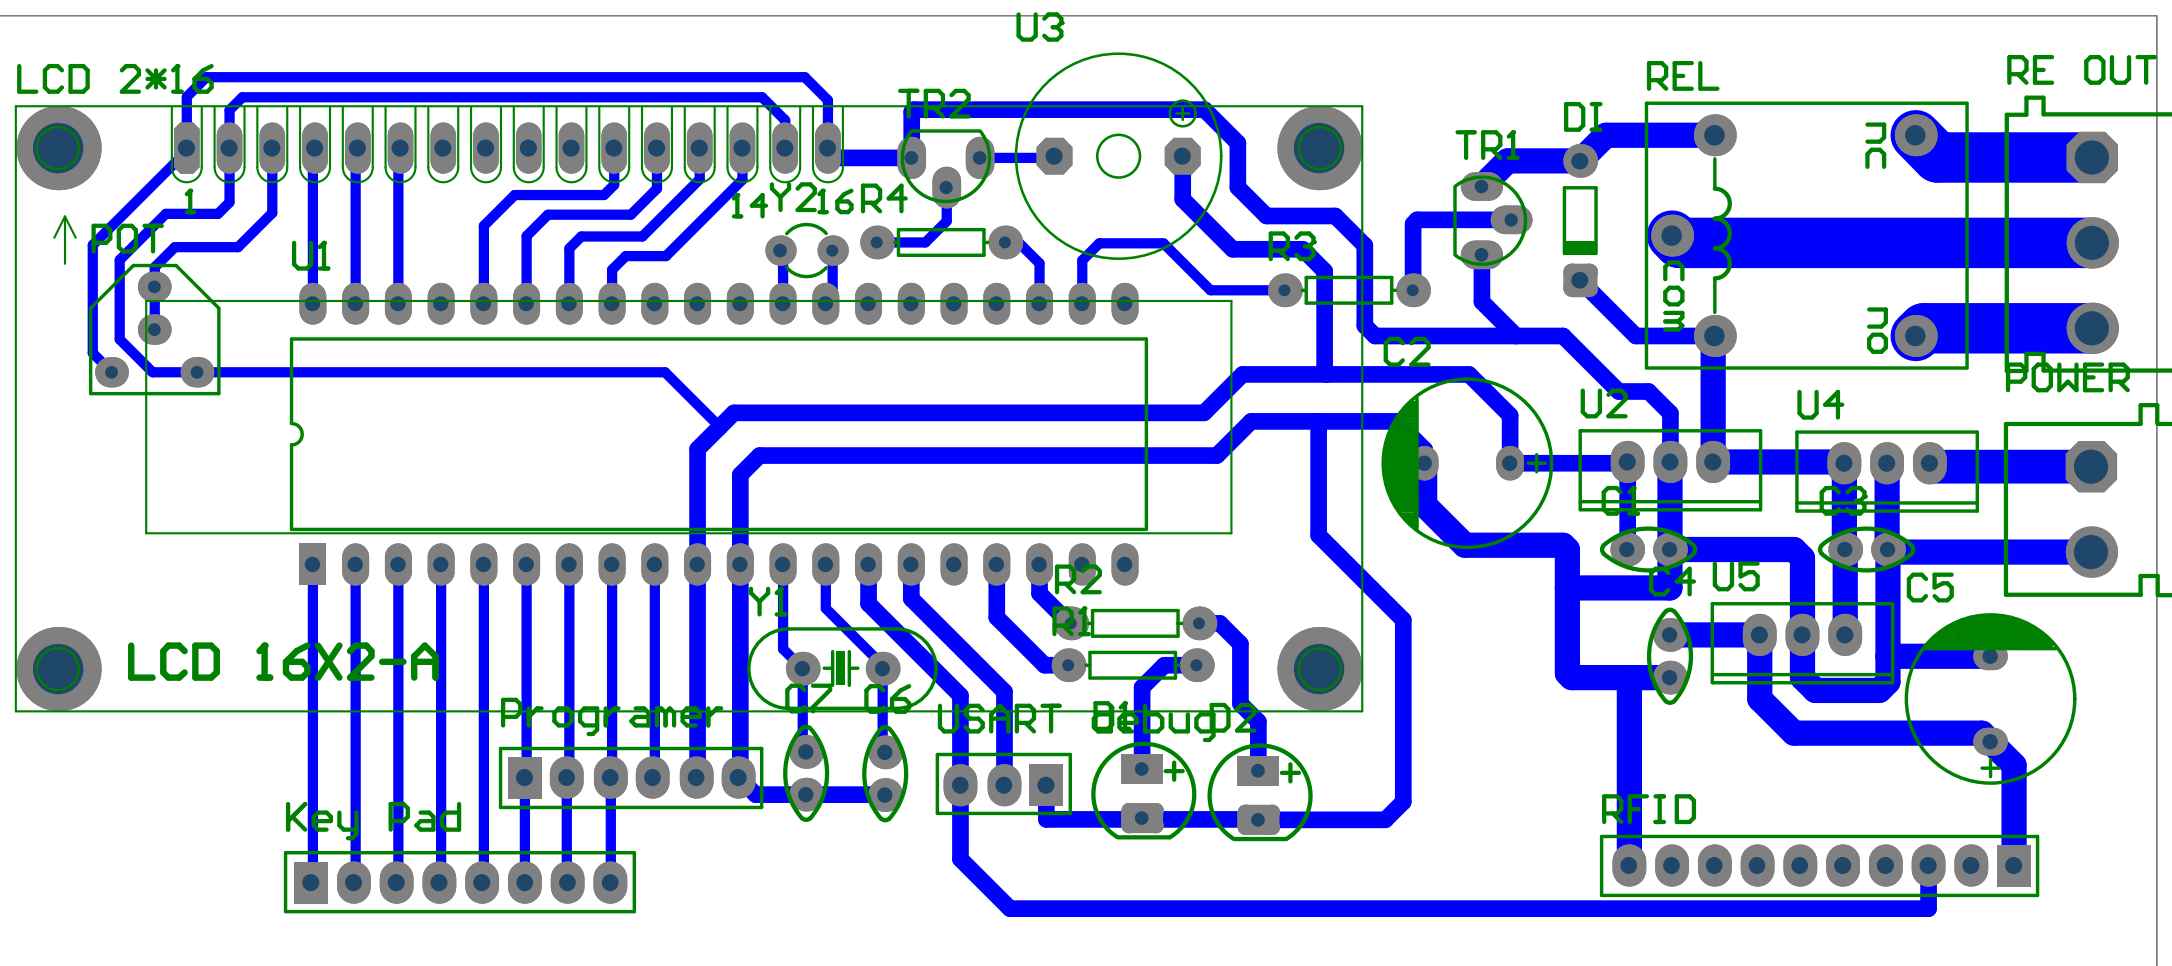 U3
LCD 2*16
REL
RE OUT
TR2
DI
TR1
NC
1
14
Y2
16
R4
POT
U1
R3
COM
NO
C2
POWER
U2
U4
C1
C3
R2
C4
U5
C5
Y1
R1
LCD 16X2-A
C7
C6
Programer
USART
D1
debug
D2
Key Pad
RFID